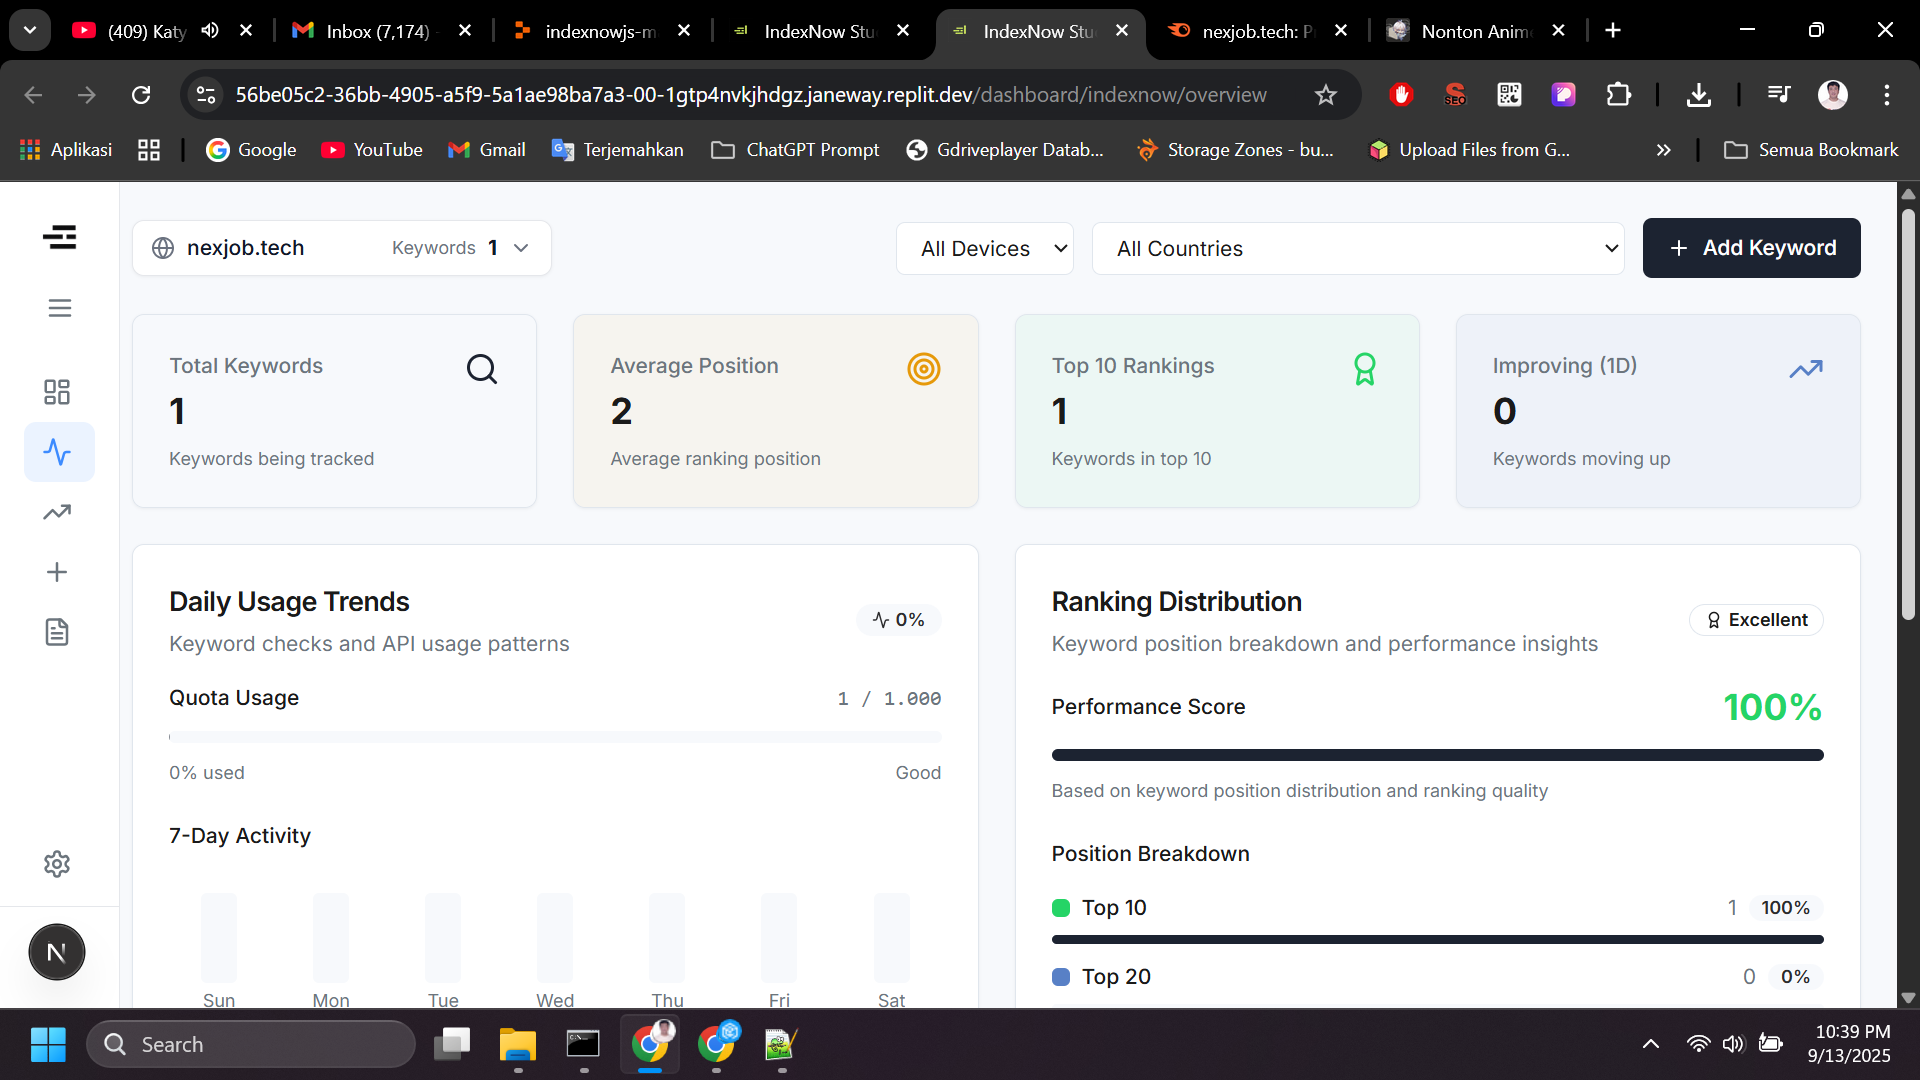 (409) Katy
Inbox (7,174)
indexnowjs-m
IndexNow Stu
IndexNow Stu
nexjob.tech: P
Nonton Anim
56be05c2-36bb-4905-a5f9-5a1ae98ba7a3-00-1gtp4nvkjhdgz.janeway.replit.dev/dashboard/indexnow/overview
SEO
Aplikasi
Google
YouTube
Gmail
Terjemahkan
ChatGPT Prompt
Gdriveplayer Datab...
Storage Zones - bu...
Upload Files from G...
Semua Bookmark
nexjob.tech
Keywords 1
All Devices
All Countries
Add Keyword
Total Keywords
1
Keywords being tracked
Average Position
2
Average ranking position
Top 10 Rankings
1
Keywords in top 10
Improving (1D)
0
Keywords moving up
Daily Usage Trends
Keyword checks and API usage patterns
0%
Quota Usage
1 / 1.000
0% used
Good
7-Day Activity
Sun
Mon
Tue
Wed
Thu
Fri
Sat
Ranking Distribution
Keyword position breakdown and performance insights
Excellent
Performance Score
100%
Based on keyword position distribution and ranking quality
Position Breakdown
Top 10
1 100%
Top 20
0 0%
N
Search
10:39 PM
9/13/2025